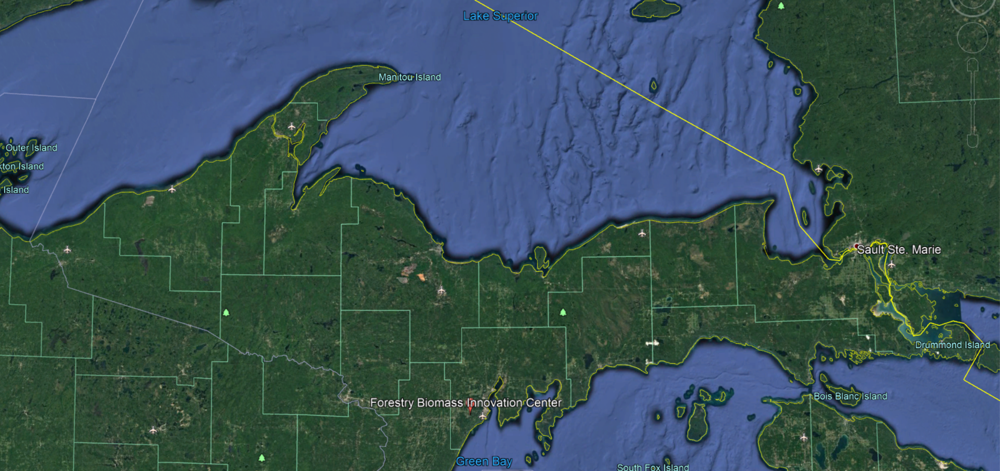 Lake Superior
Manitou Island
Outer Island
kton Island
Island
Sault Ste. Marie
Drummond Island
Bois Blanc Island
Forestry Biomass Innovation Center
Green Bay
South Fox Island